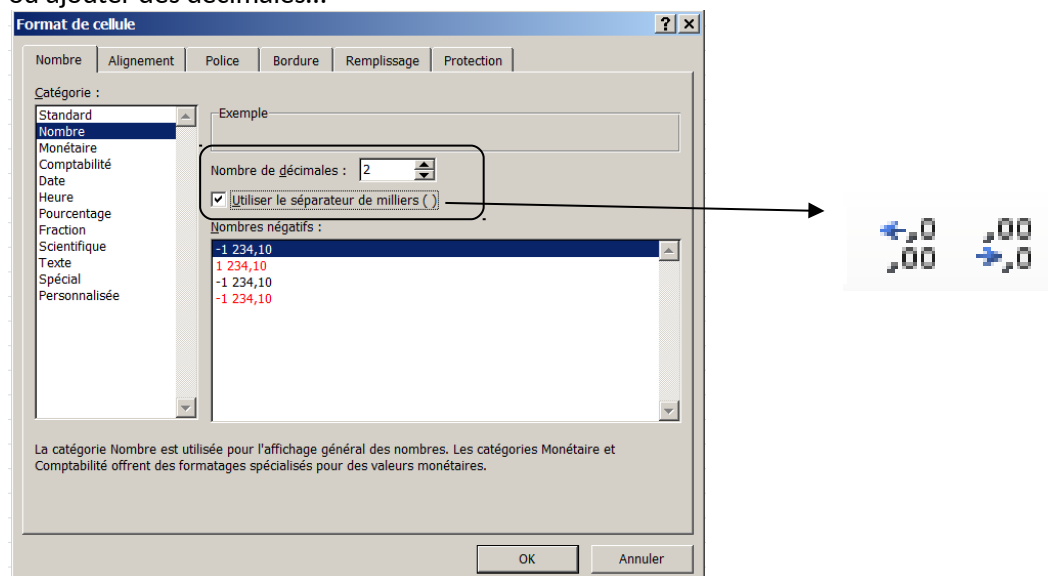 ou ajouter des décimales...
Format de cellule
Nombre Alignement Police Bordure Remplissage Protection
Catégorie :
Standard
Nombre
Monétaire
Comptabilité
Date
Heure
Pourcentage
Fraction
Scientifique
Texte
Spécial
Personnalisée
Exemple
Nombre de décimales : 2
Utiliser le séparateur de milliers ( )
Nombres négatifs :
-1 234,10
1 234,10
-1 234,10
-1 234,10
,0 ,00
,00 ,0
La catégorie Nombre est utilisée pour l'affichage général des nombres. Les catégories Monétaire et
Comptabilité offrent des formatages spécialisés pour des valeurs monétaires.
OK Annuler